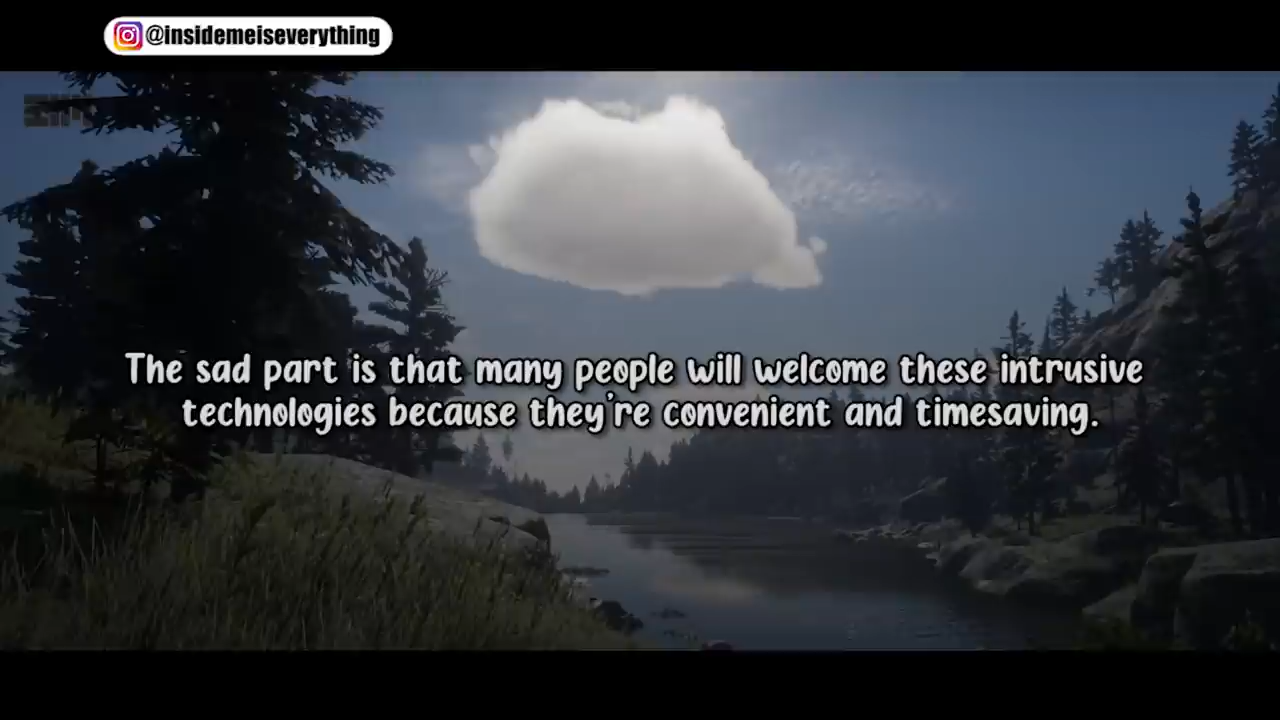 @insidemeiseverything
The sad part is that many people will welcome these intrusive
technologies because they're convenient and timesaving.